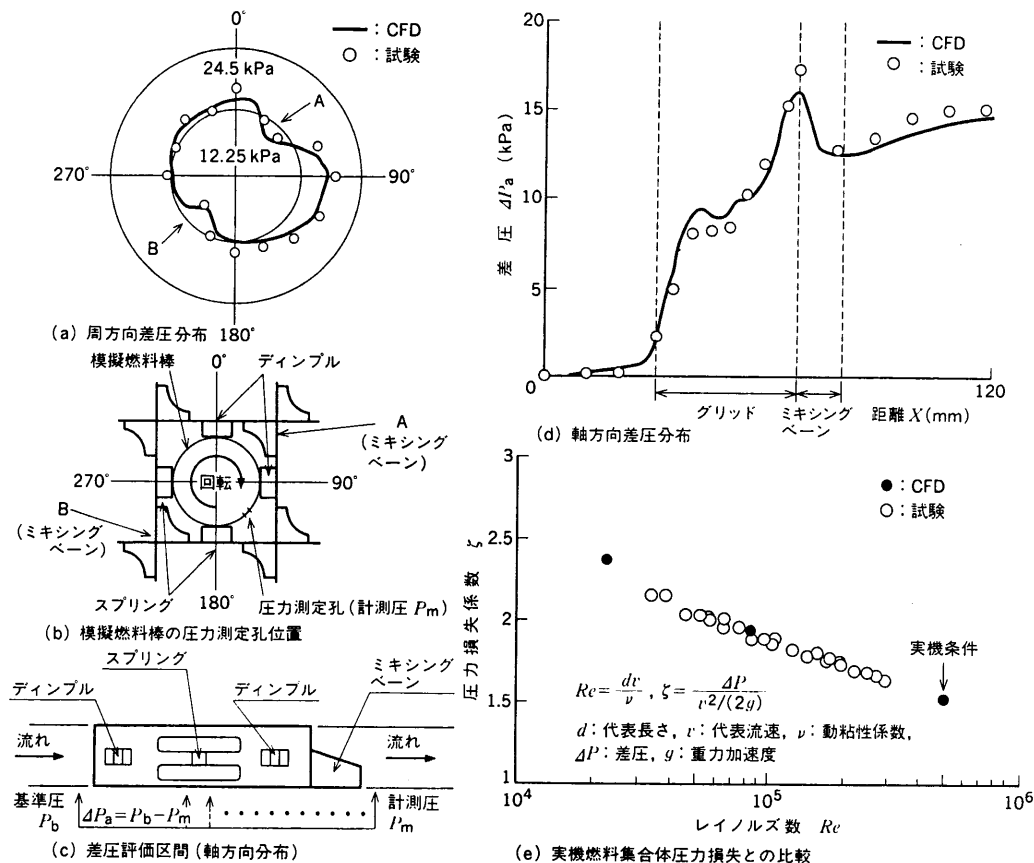 0°
━ : CFD
○ : 試験
24.5 kPa
A
12.25 kPa
270°
90°
B
(a) 周方向差圧分布 180°
模擬燃料棒
0°
ディンプル
A
(ミキシング
ベーン)
270°
回転
90°
B
(ミキシング
ベーン)
スプリング
180°
圧力測定孔(計測圧 Pm)
(b) 模擬燃料棒の圧力測定孔位置
スプリング
ミキシング
ベーン
ディンプル
ディンプル
流れ
流れ
基準圧
Pb
ΔPa=Pb−Pm
計測圧
Pm
(c) 差圧評価区間(軸方向分布)
20
15
10
5
0
差圧 ΔPa (kPa)
━ : CFD
○ : 試験
グリッド
ミキシング
ベーン
距離 X(mm)
120
(d) 軸方向差圧分布
3
2.5
2
1.5
1
圧力損失係数 ζ
● : CFD
○ : 試験
実機条件
Re=dv/ν , ζ=ΔP/v²/(2g)
d:代表長さ, v:代表流速, ν:動粘性係数,
ΔP:差圧, g:重力加速度
10⁴
10⁵
10⁶
レイノルズ数 Re
(e) 実機燃料集合体圧力損失との比較